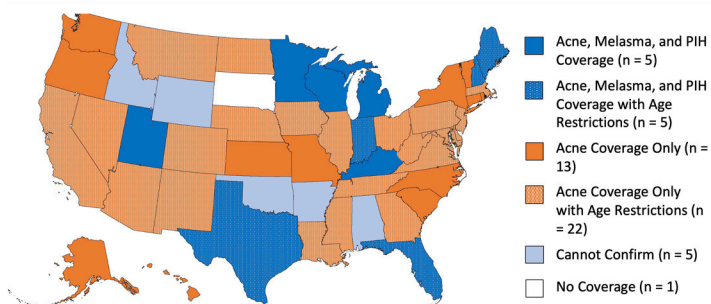 Acne, Melasma, and PIH
Coverage (n = 5)
Acne, Melasma, and PIH
Coverage with Age
Restrictions (n = 5)
Acne Coverage Only (n =
13)
Acne Coverage Only
with Age Restrictions (n
= 22)
Cannot Confirm (n = 5)
No Coverage (n = 1)